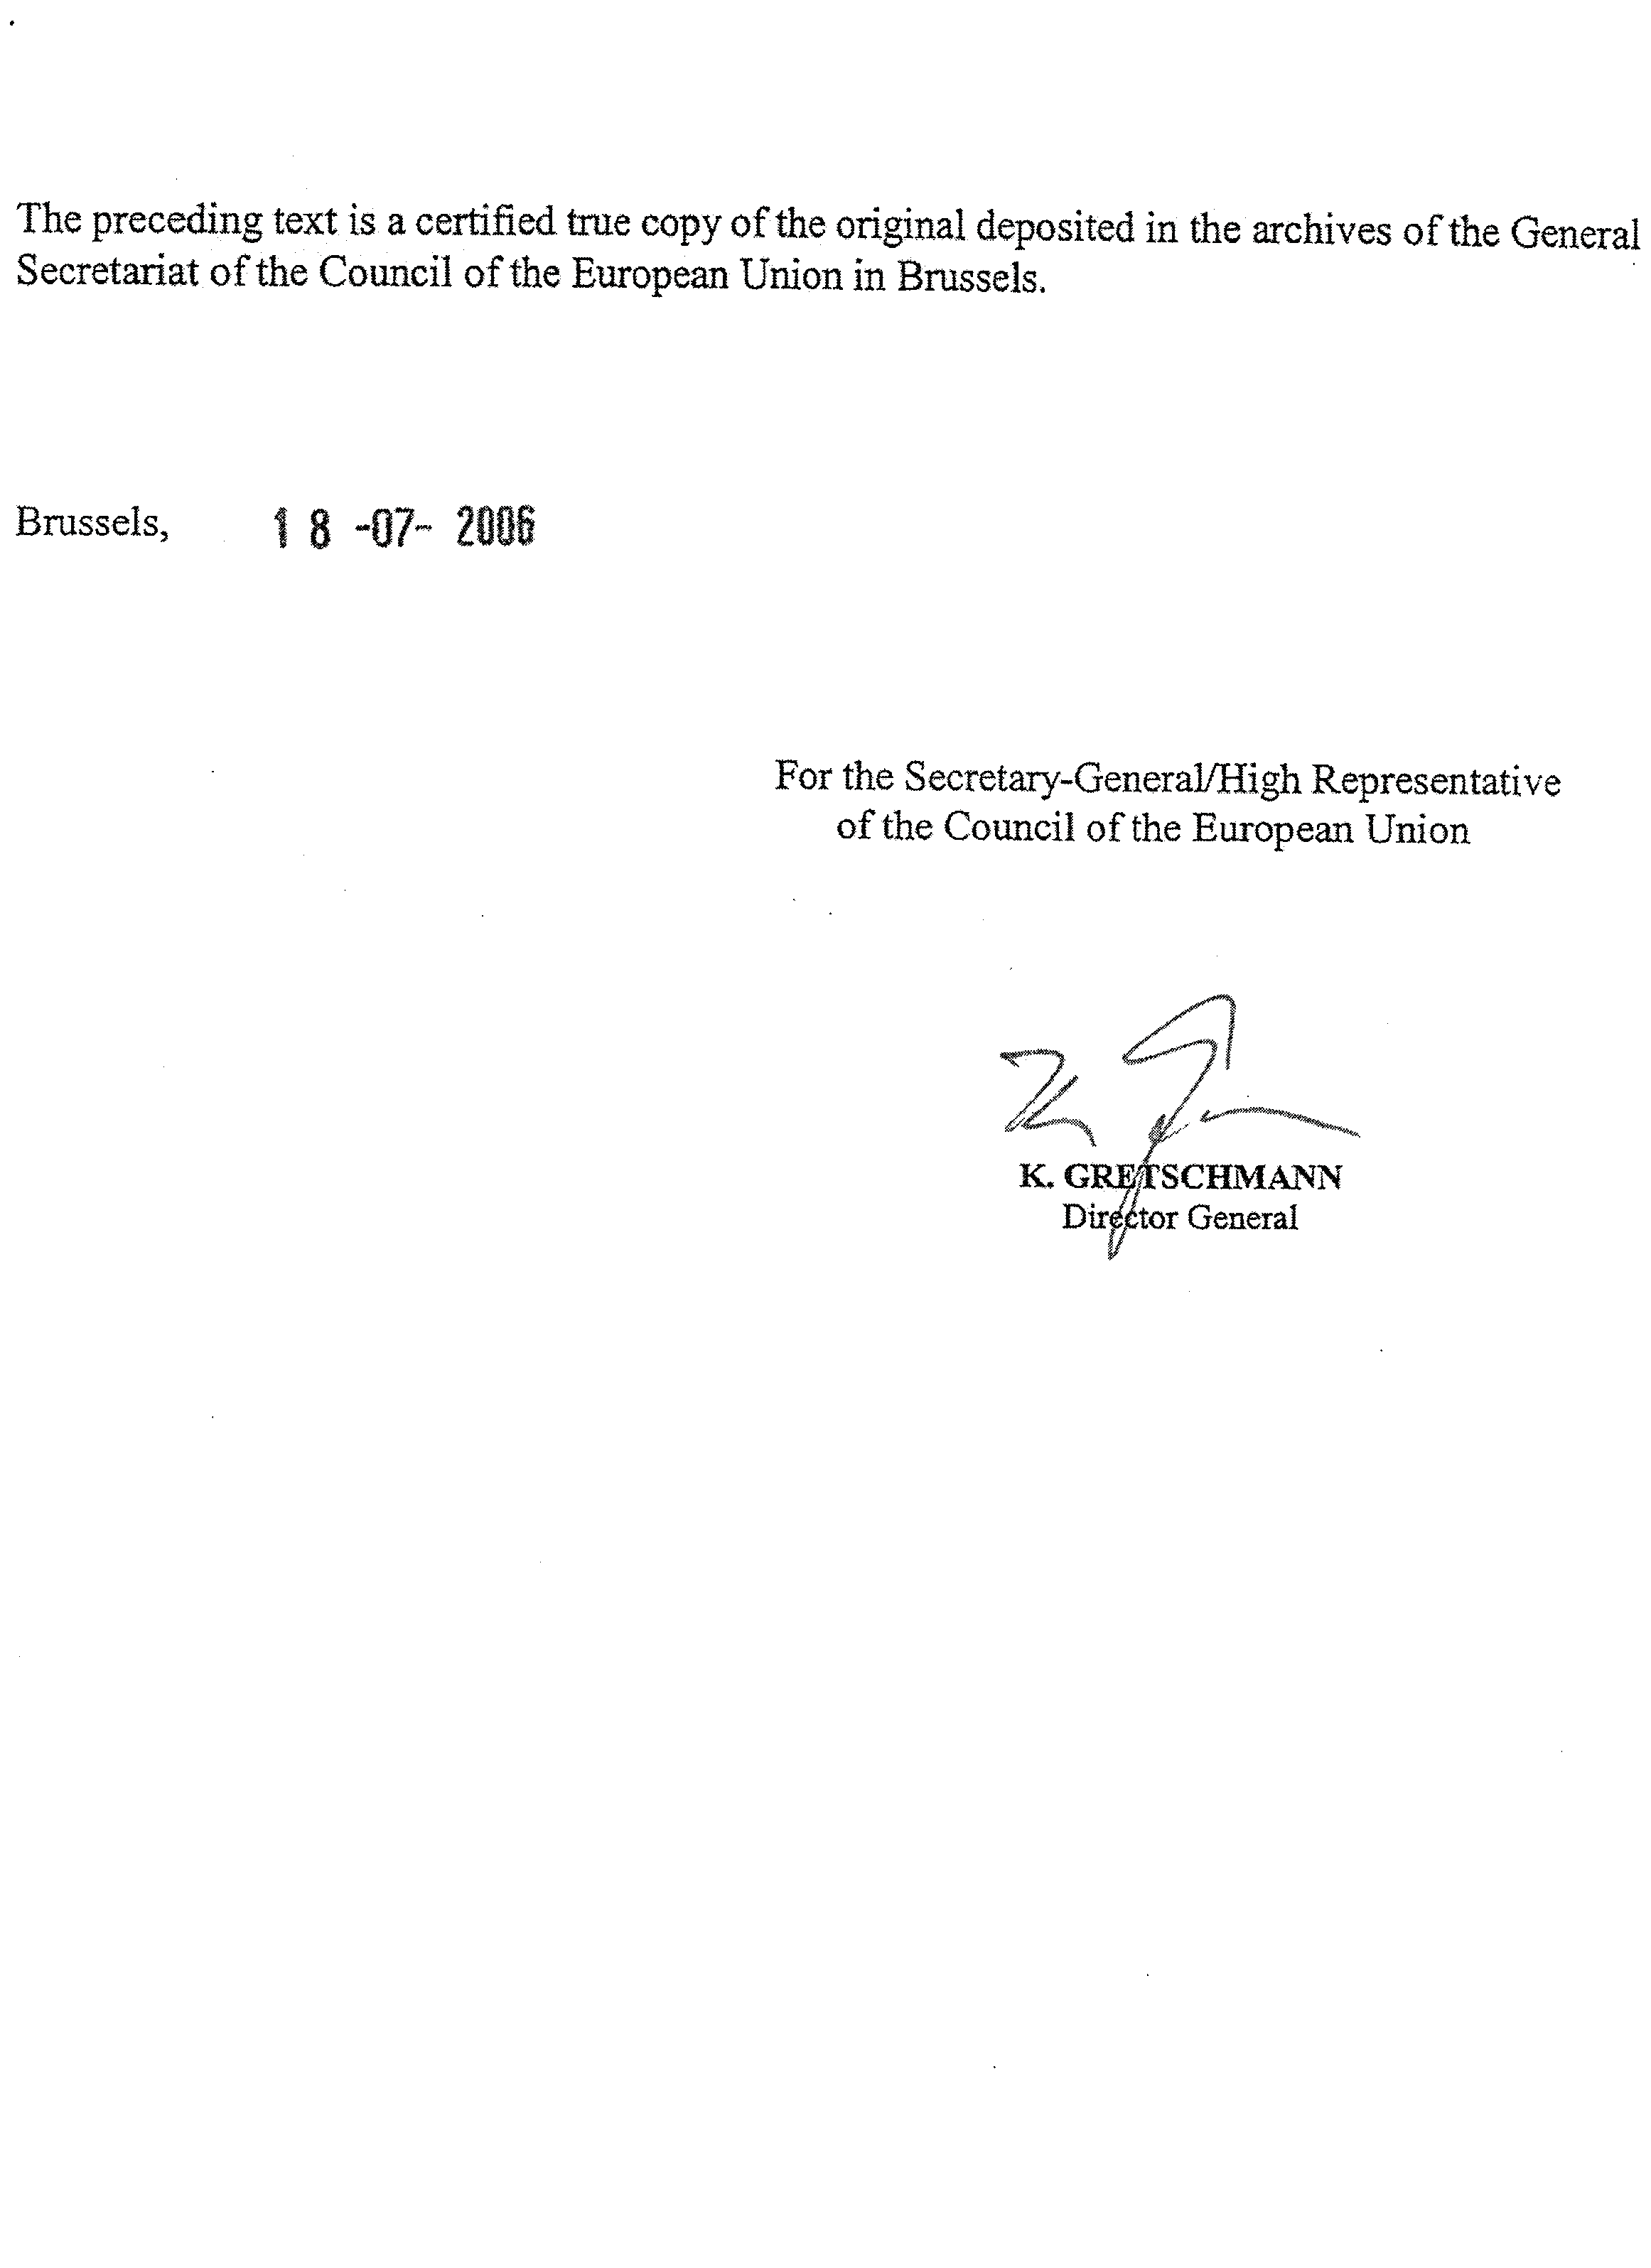 The preceding text is a certified true copy of the original deposited in the archives of the General
Secretariat of the Council of the European Union in Brussels.
Brussels, 18 -07- 2006
For the Secretary-General/High Representative
of the Council of the European Union
K. GRETSCHMANN
Director General